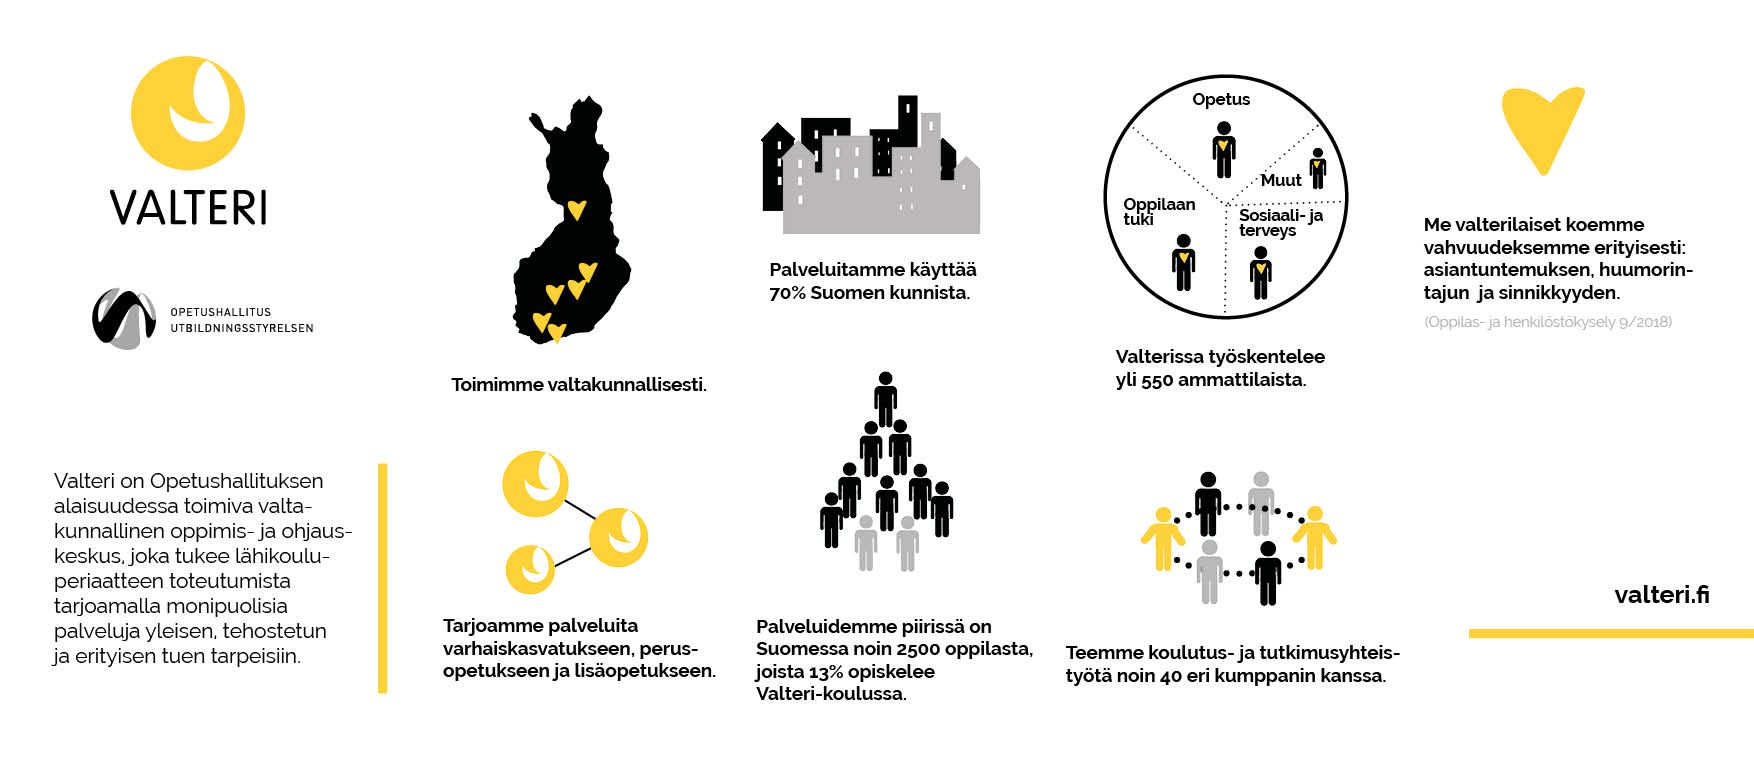 VALTERI
OPETUSHALLITUS
UTBILDNINGSSTYRELSEN
Valteri on Opetushallituksen
alaisuudessa toimiva valta-
kunnallinen oppimis- ja ohjaus-
keskus, joka tukee lähikoulu-
periaatteen toteutumista
tarjoamalla monipuolisia
palveluja yleisen, tehostetun
ja erityisen tuen tarpeisiin.
Toimimme valtakunnallisesti.
Palveluitamme käyttää
70% Suomen kunnista.
Opetus
Muut
Oppilaan
tuki
Sosiaali- ja
terveys
Valterissa työskentelee
yli 550 ammattilaista.
Me valterilaiset koemme
vahvuudeksemme erityisesti:
asiantuntemuksen, huumorin-
tajun ja sinnikkyyden.
(Oppilas- ja henkilöstökysely 9/2018)
Tarjoamme palveluita
varhaiskasvatukseen, perus-
opetukseen ja lisäopetukseen.
Palveluidemme piirissä on
Suomessa noin 2500 oppilasta,
joista 13% opiskelee
Valteri-koulussa.
Teemme koulutus- ja tutkimusyhteis-
työtä noin 40 eri kumppanin kanssa.
valteri.fi